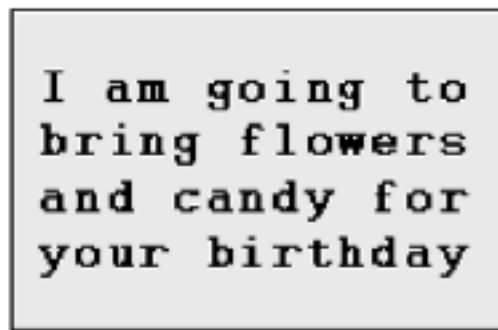 I am going to
bring flowers
and candy for
your birthday